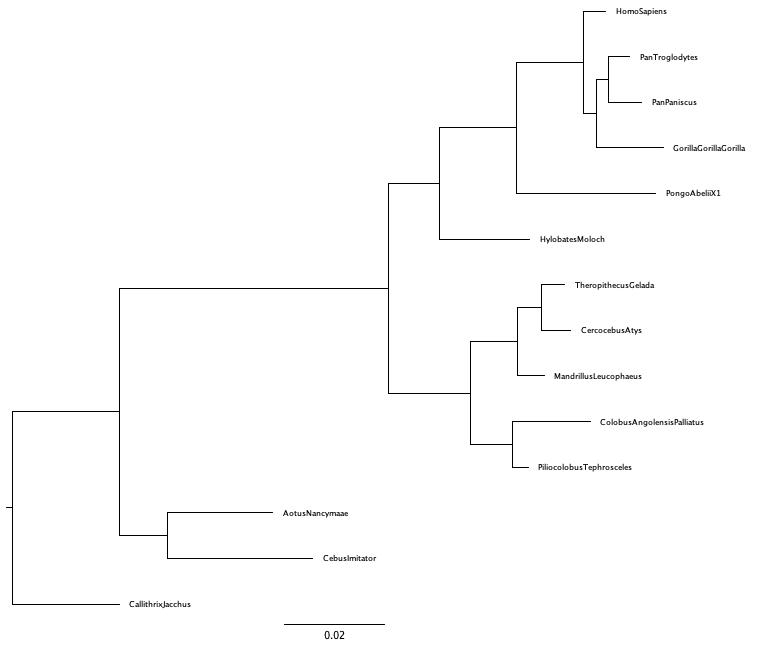 HomoSapiens
PanTroglodytes
PanPaniscus
GorillaGorillaGorilla
PongoAbeliiX1
HylobatesMoloch
TheropithecusGelada
CercocebusAtys
MandrillusLeucophaeus
ColobusAngolensisPalliatus
PiliocolobusTephrosceles
AotusNancymaae
CebusImitator
CallithrixJacchus
0.02